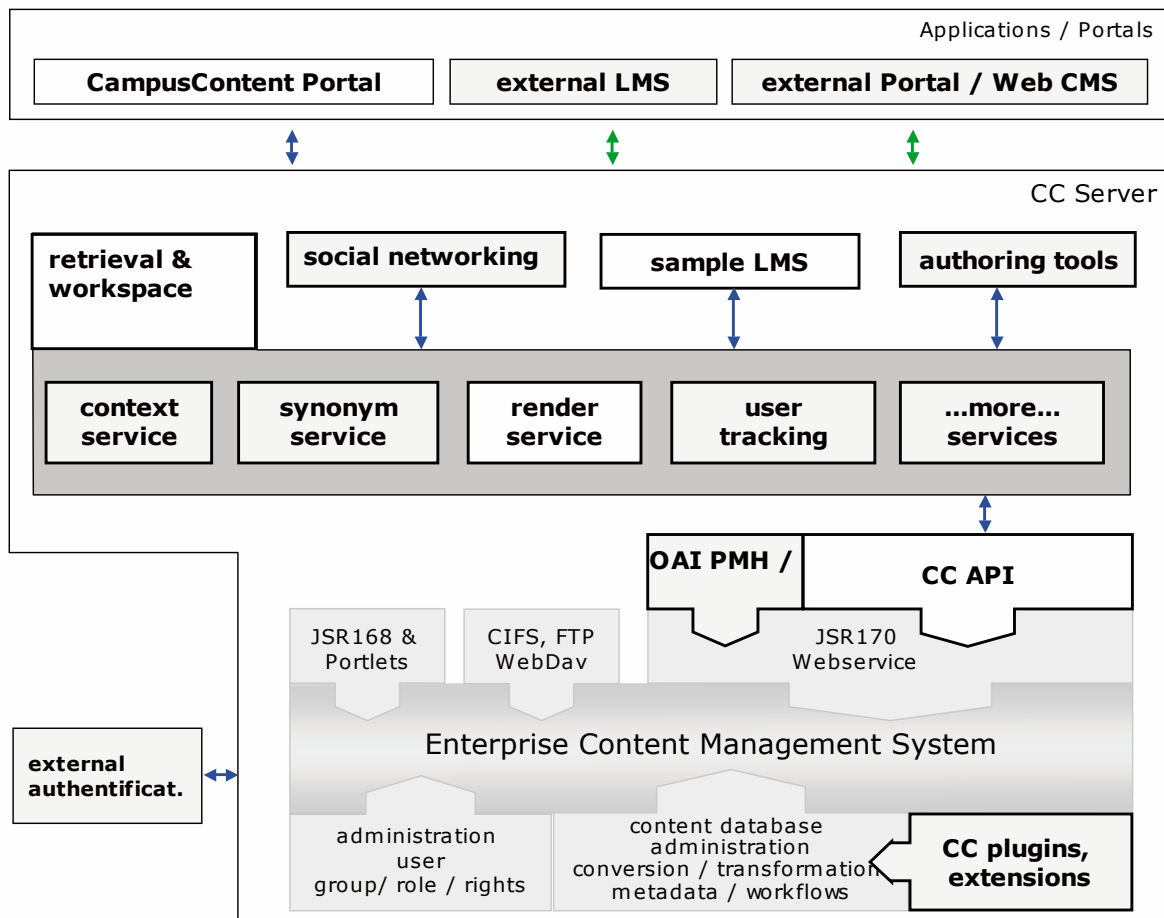 Applications / Portals
CampusContent Portal
external LMS
external Portal / Web CMS
CC Server
retrieval &
workspace
social networking
sample LMS
authoring tools
context
service
synonym
service
render
service
user
tracking
...more...
services
OAI PMH /
CC API
JSR168 &
Portlets
CIFS, FTP
WebDav
JSR170
Webservice
Enterprise Content Management System
external
authentificat.
administration
user
group/ role / rights
content database
administration
conversion / transformation
metadata / workflows
CC plugins,
extensions